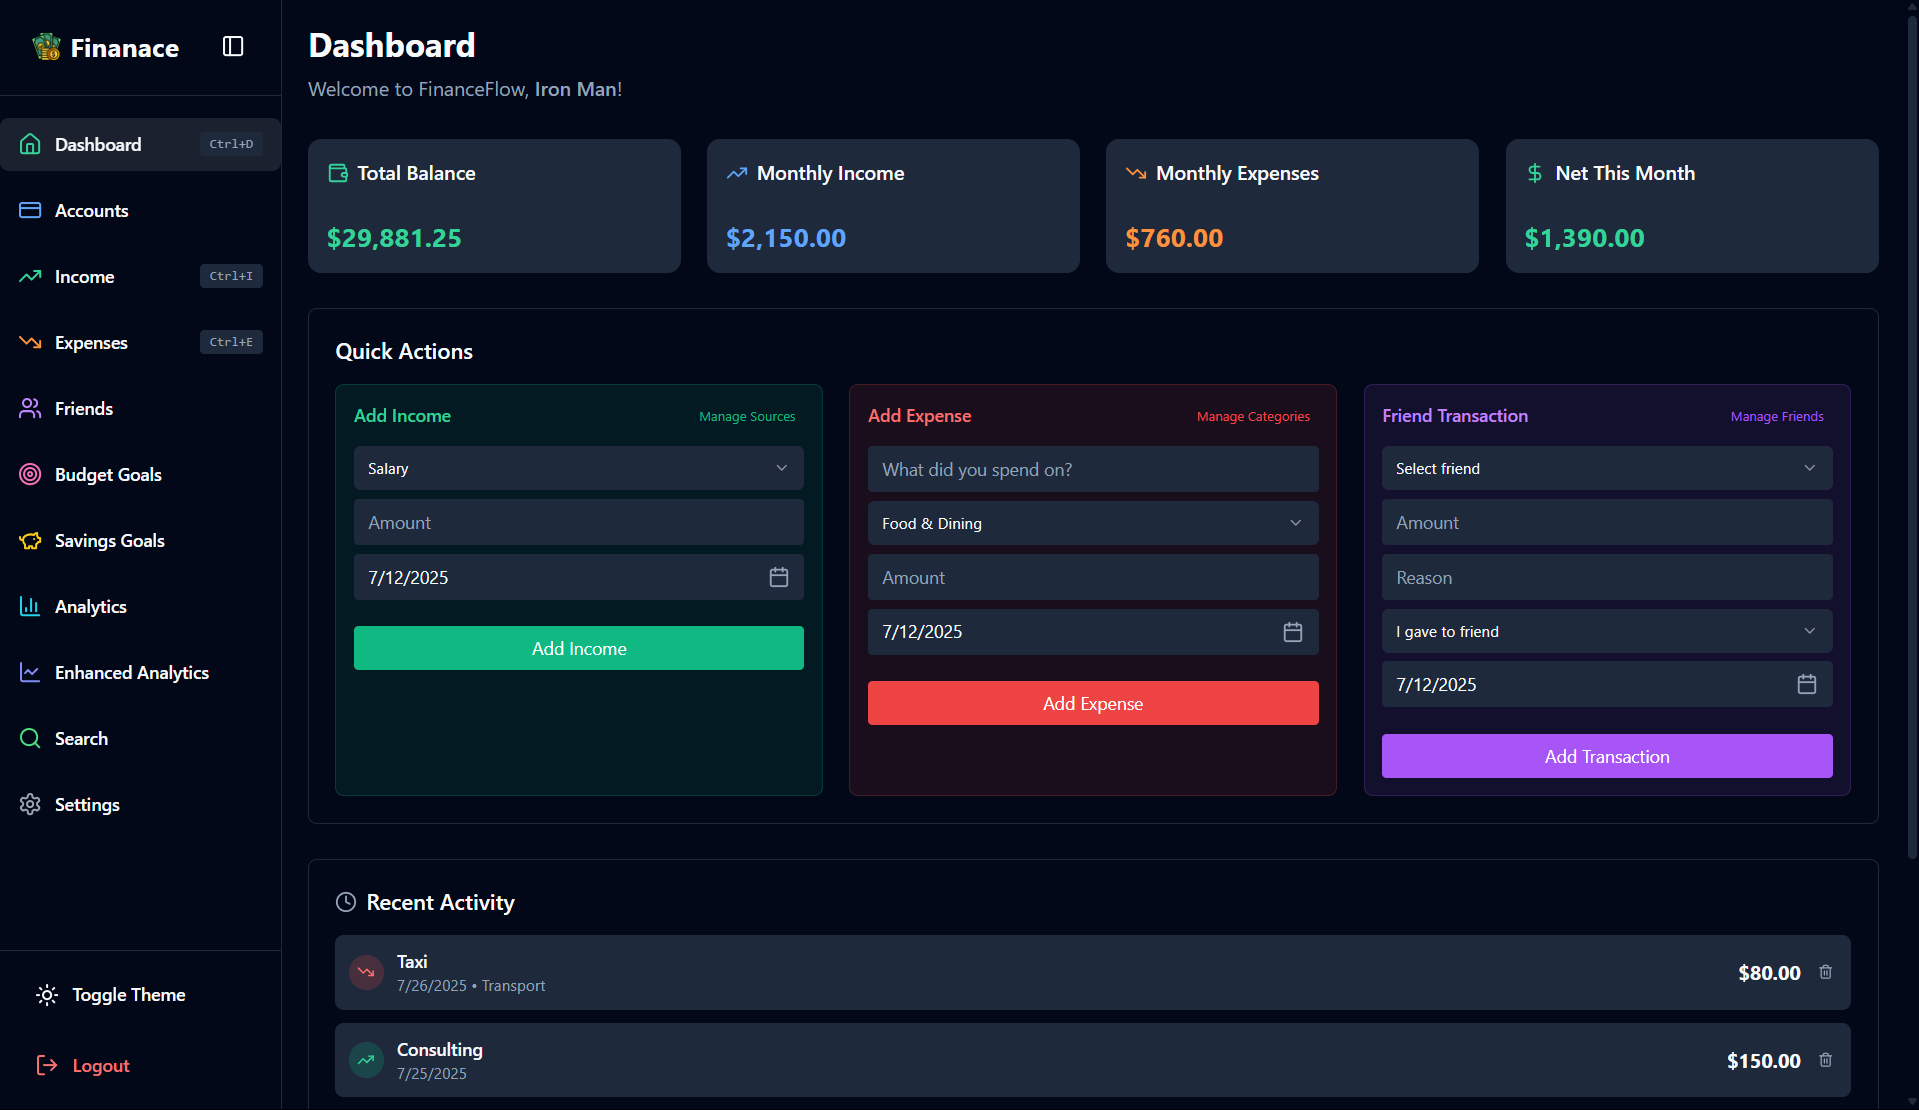 Finanace
Dashboard Ctrl+D
Accounts
Income Ctrl+I
Expenses Ctrl+E
Friends
Budget Goals
Savings Goals
Analytics
Enhanced Analytics
Search
Settings
Toggle Theme
Logout
Dashboard
Welcome to FinanceFlow, Iron Man!
Total Balance
$29,881.25
Monthly Income
$2,150.00
Monthly Expenses
$760.00
Net This Month
$1,390.00
Quick Actions
Add Income Manage Sources
Salary
Amount
7/12/2025
Add Income
Add Expense Manage Categories
What did you spend on?
Food & Dining
Amount
7/12/2025
Add Expense
Friend Transaction Manage Friends
Select friend
Amount
Reason
I gave to friend
7/12/2025
Add Transaction
Recent Activity
Taxi
7/26/2025 • Transport
$80.00
Consulting
7/25/2025
$150.00